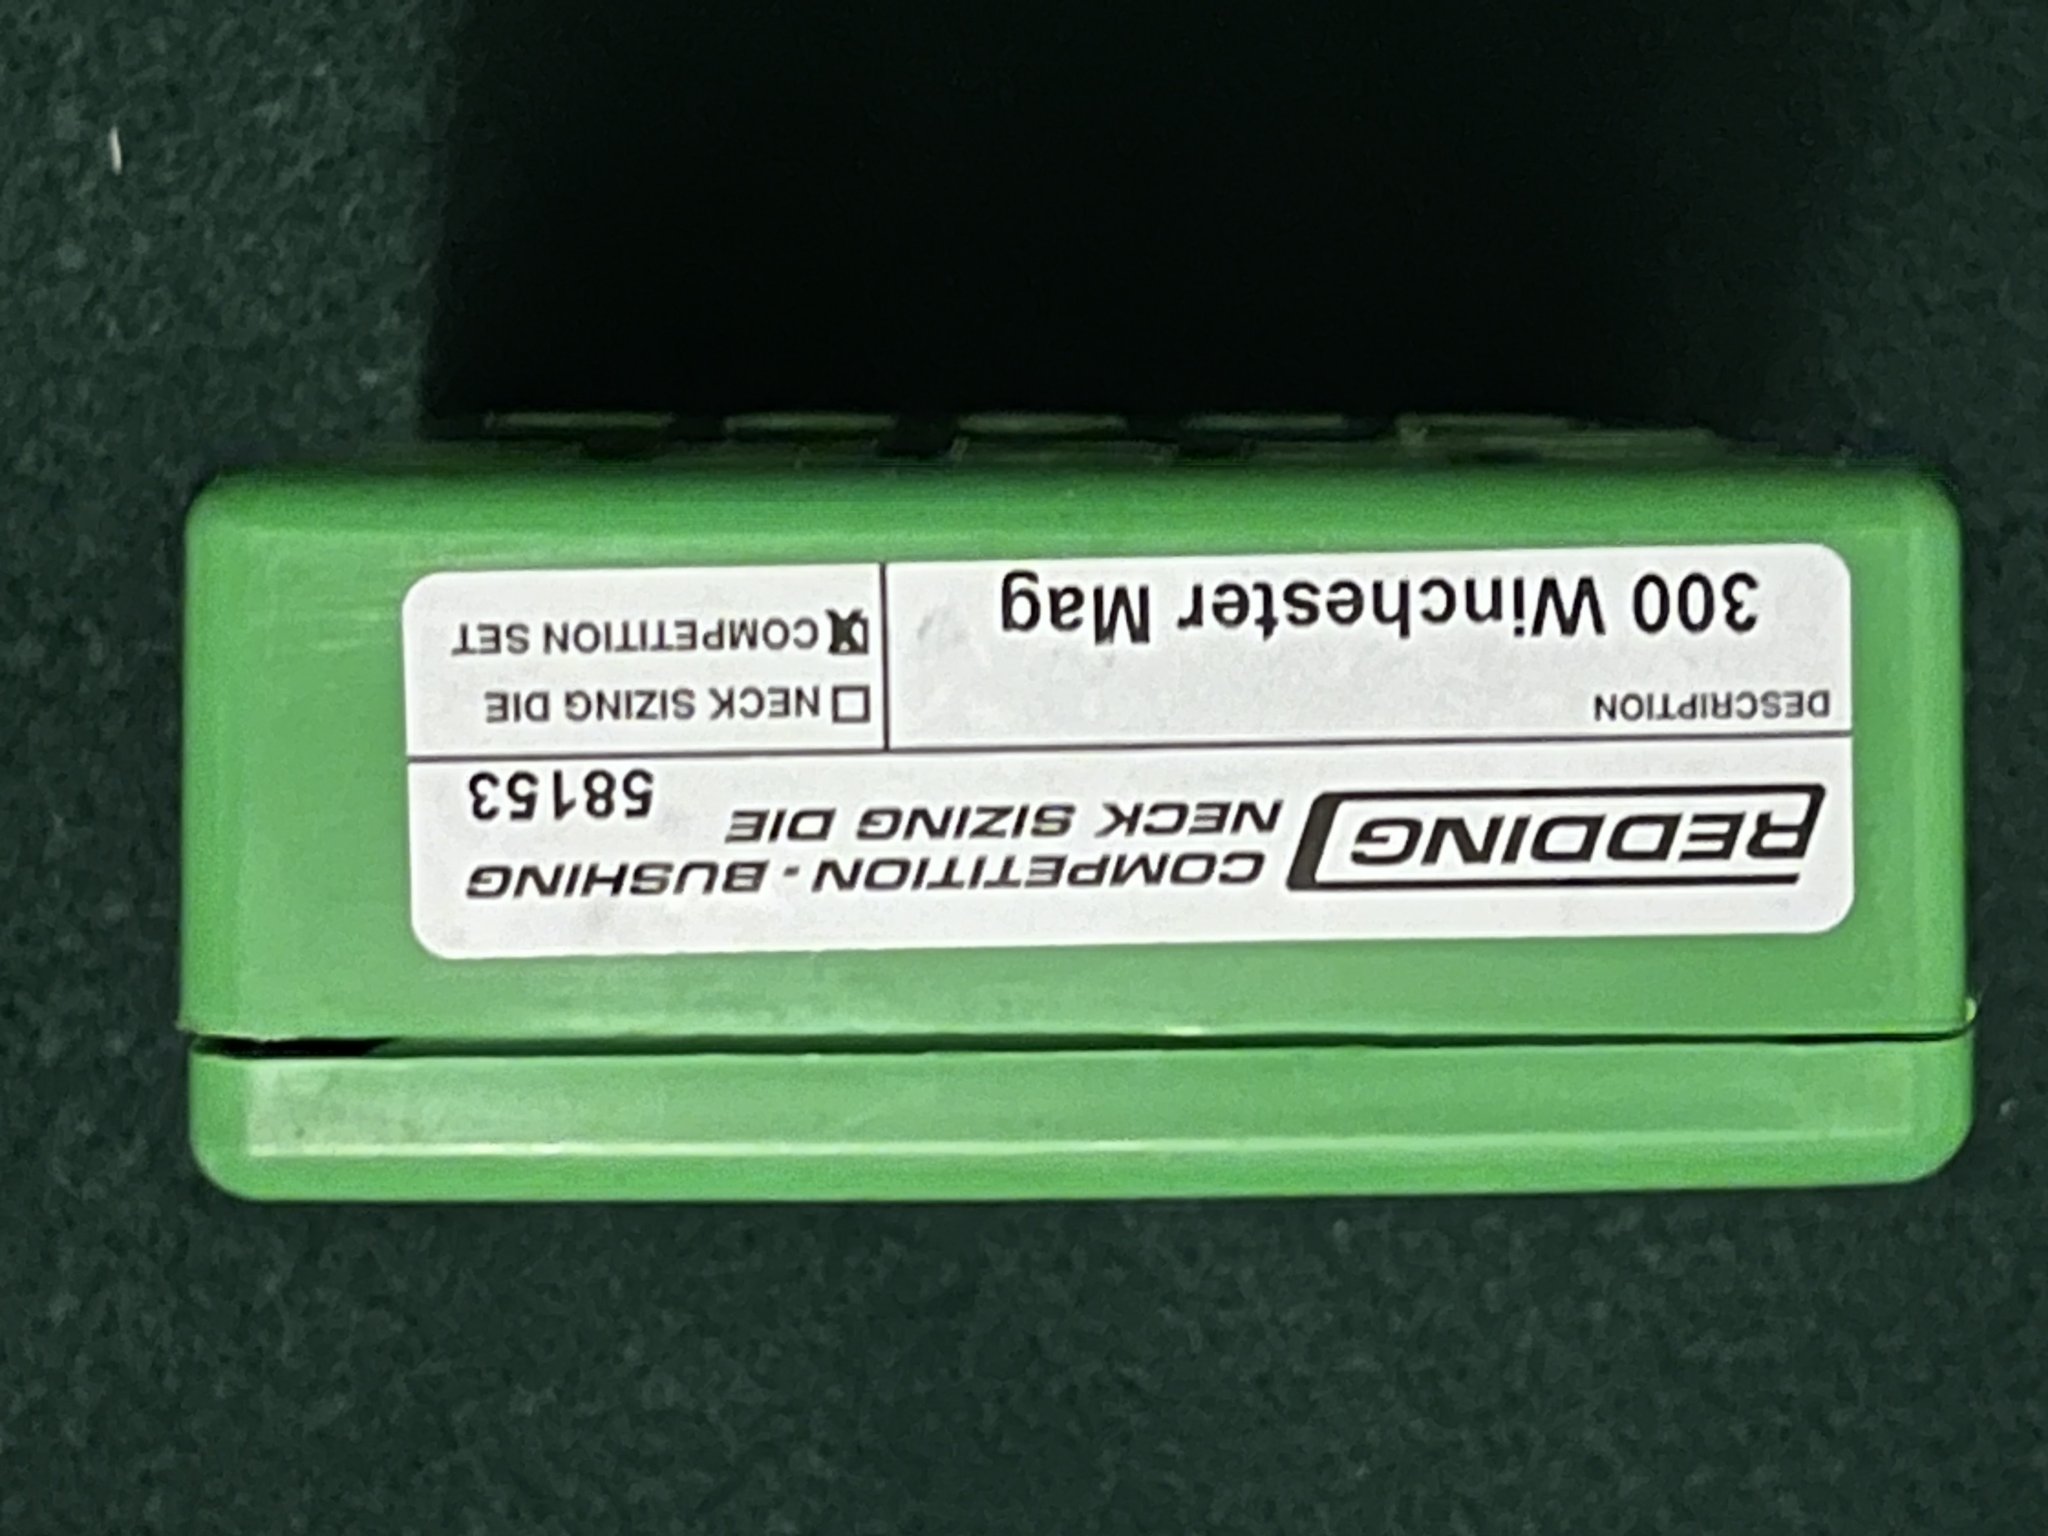 REDDING
COMPETITION - BUSHING
NECK SIZING DIE
58153
DESCRIPTION
300 Winchester Mag
NECK SIZING DIE
COMPETITION SET